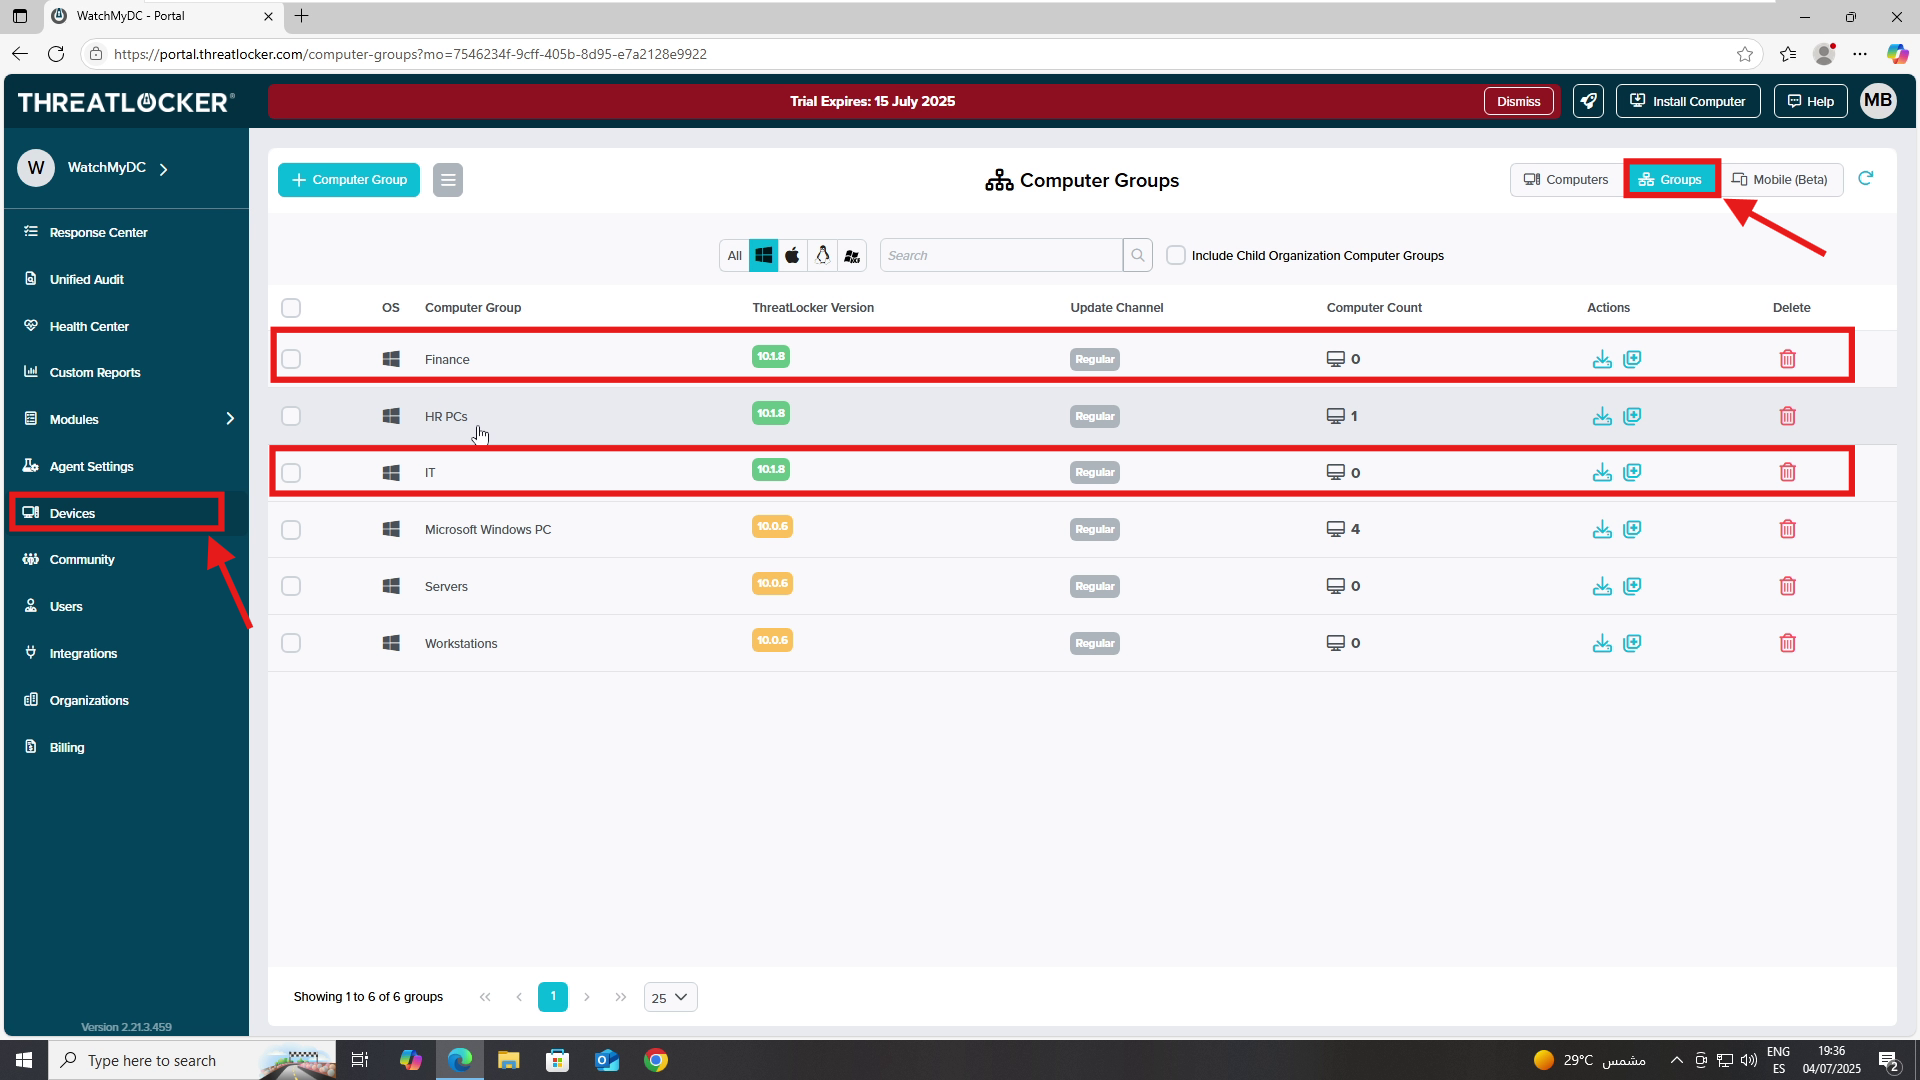 WatchMyDC - Portal
https://portal.threatlocker.com/computer-groups?mo=7546234f-9cff-405b-8d95-e7a2128e9922
THREATLOCKER®
Trial Expires: 15 July 2025
Dismiss
Install Computer
Help
MB
W
WatchMyDC
Response Center
Unified Audit
Health Center
Custom Reports
Modules
Agent Settings
Devices
Community
Users
Integrations
Organizations
Billing
Version 2.21.3.459
+ Computer Group
Computer Groups
Computers
Groups
Mobile (Beta)
All
Search
Include Child Organization Computer Groups
OS Computer Group ThreatLocker Version Update Channel Computer Count Actions Delete
Finance 10.1.8 Regular 0
HR PCs 10.1.8 Regular 1
IT 10.1.8 Regular 0
Microsoft Windows PC 10.0.6 Regular 4
Servers 10.0.6 Regular 0
Workstations 10.0.6 Regular 0
Showing 1 to 6 of 6 groups
« ‹ 1 › »
25
Type here to search
29°C مشمس
ENG
ES
19:36
04/07/2025
2